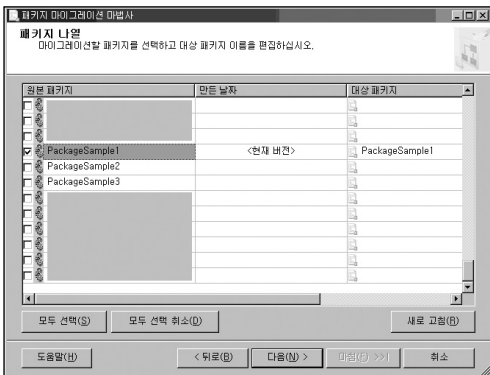 패키지 마이그레이션 마법사
패키지 나열
마이그레이션할 패키지를 선택하고 대상 패키지 이름을 편집하십시오.
원본 패키지 만든 날짜 대상 패키지
PackageSample1 <현재 버전> PackageSample1
PackageSample2
PackageSample3
모두 선택(S) 모두 선택 취소(D) 새로 고침(R)
도움말(H) < 뒤로(B) 다음(N) > 마침(F) >>| 취소